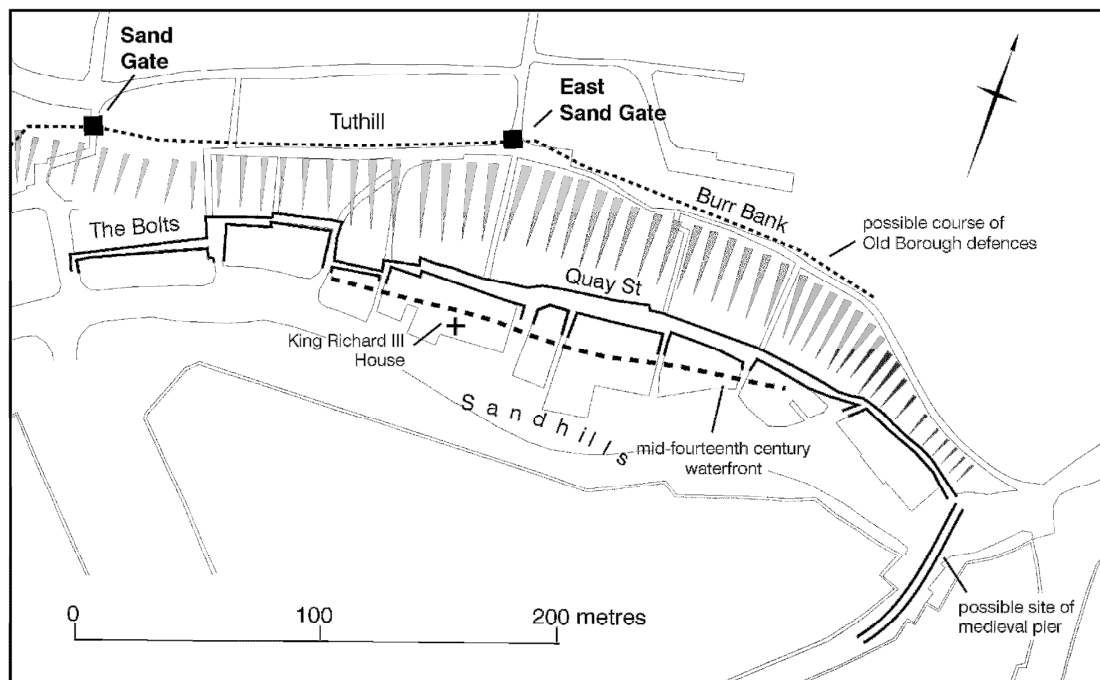 Sand
Gate
East
Sand Gate
Tuthill
Burr Bank
possible course of
Old Borough defences
The Bolts
Quay St
King Richard III
House
Sandhills
mid-fourteenth century
waterfront
0
100
200 metres
possible site of
medieval pier